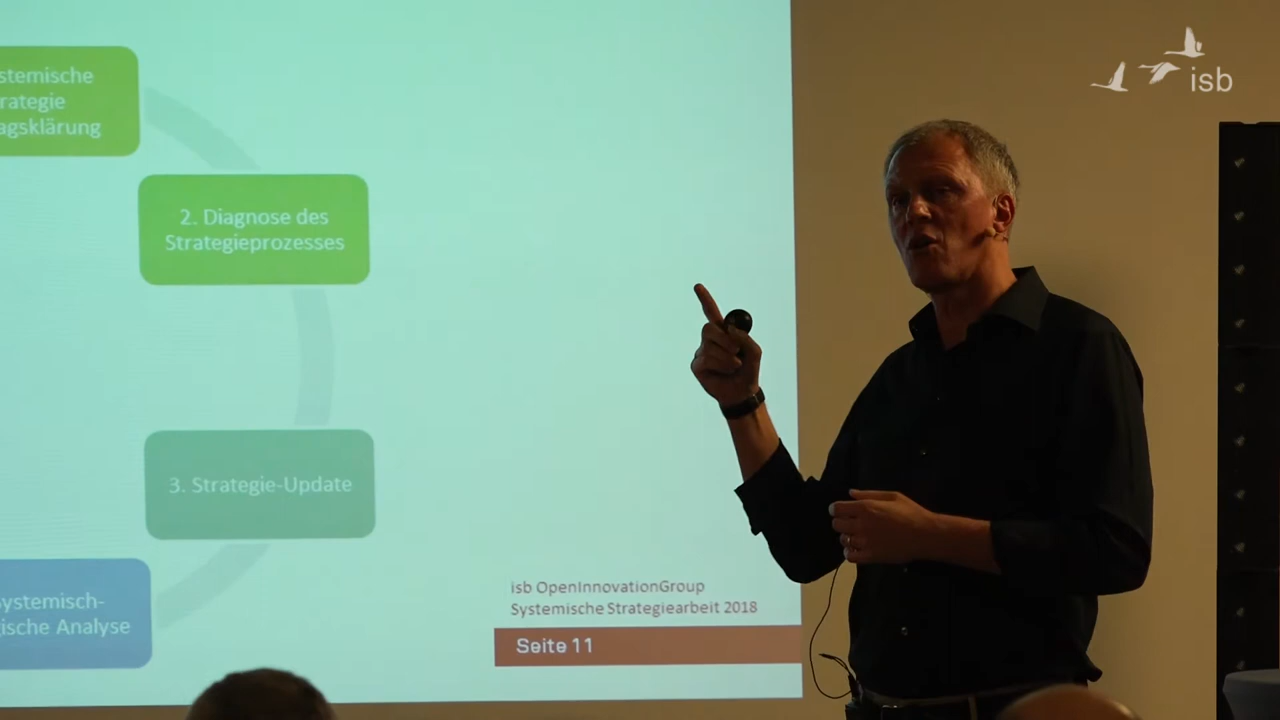 isb
stemische
rategie
agsklärung
2. Diagnose des
Strategieprozesses
3. Strategie-Update
ystemisch-
gische Analyse
isb OpenInnovationGroup
Systemische Strategiearbeit 2018
Seite 11